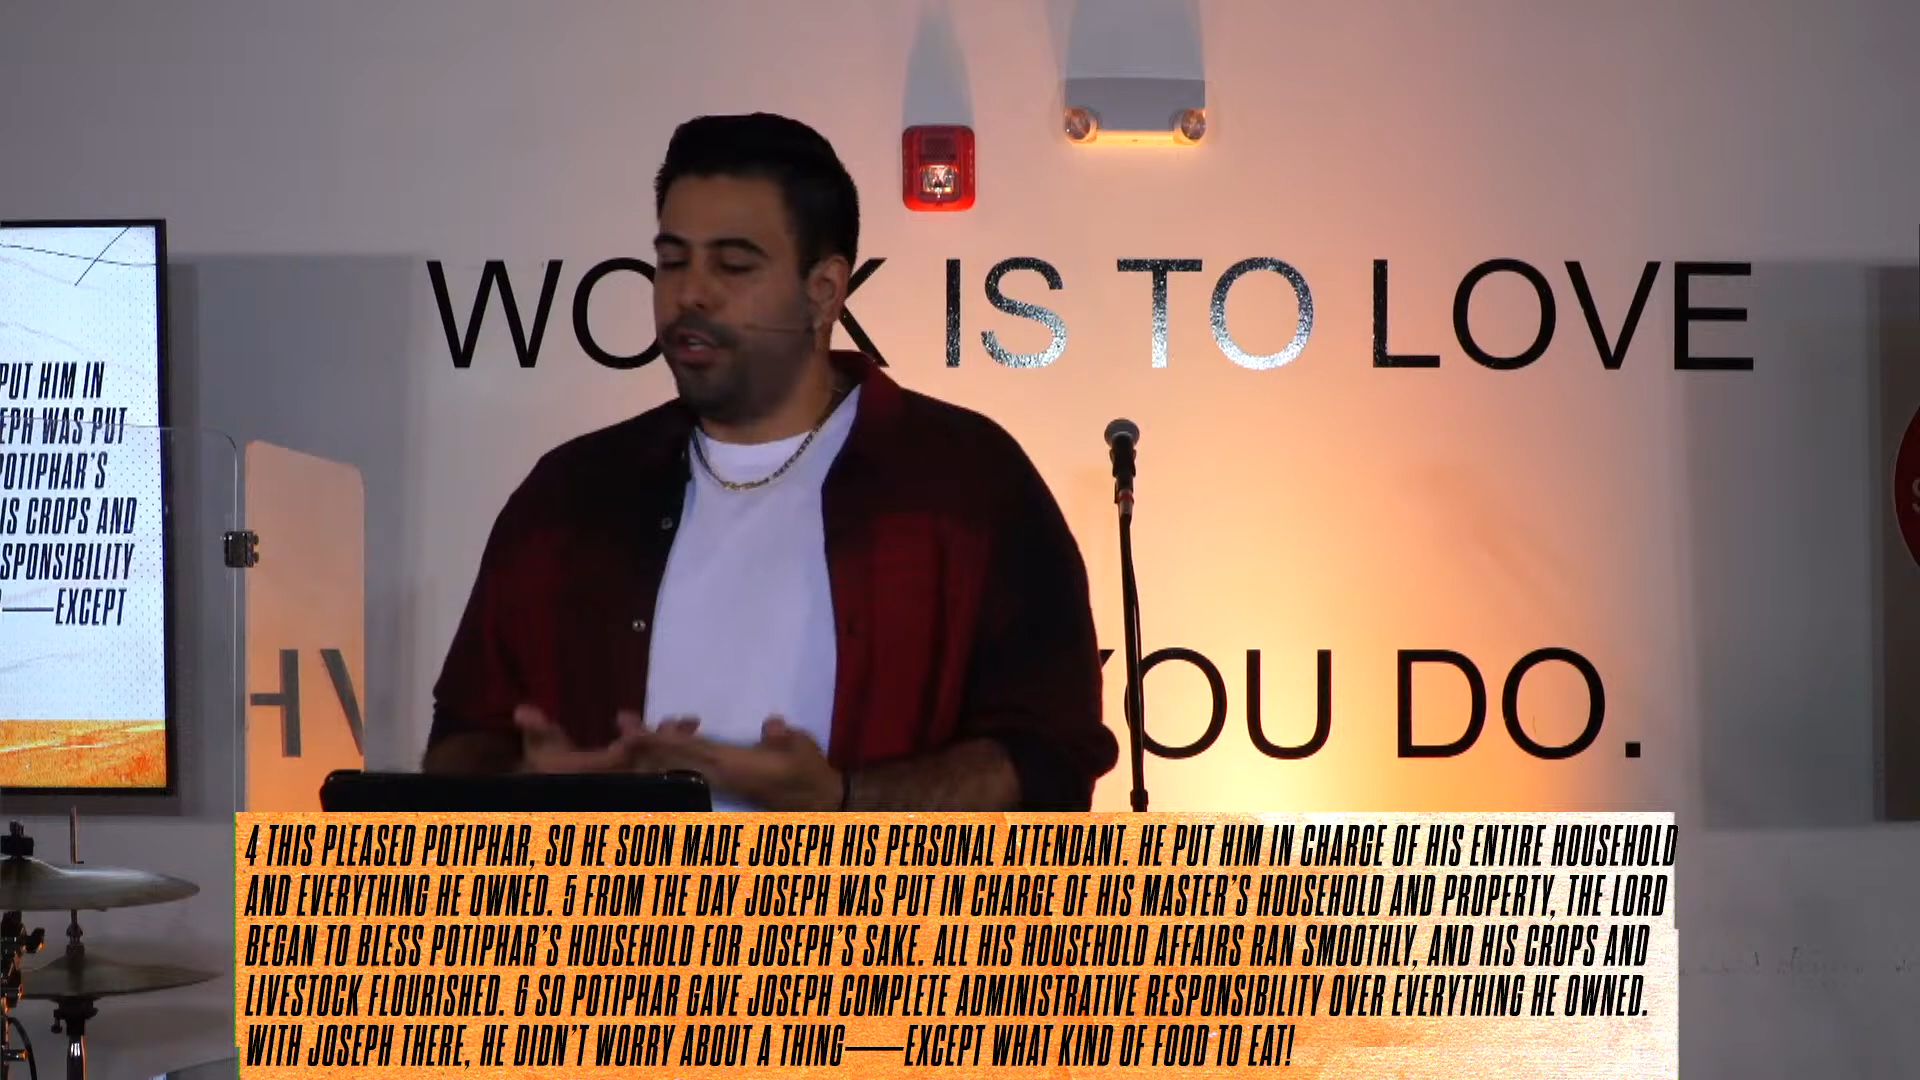 WO K IS TO LOVE
PUT HIM IN
WAS PUT
POTIPHAR'S
CROPS AND
EXCEPT
YOU DO.
4 THIS PLEASED POTIPHAR, SO HE SOON MADE JOSEPH HIS PERSONAL ATTENDANT. HE PUT HIM IN CHARGE OF HIS ENTIRE HOUSEHOLD
AND EVERYTHING HE OWNED. 5 FROM THE DAY JOSEPH WAS PUT IN CHARGE OF HIS MASTER'S HOUSEHOLD AND PROPERTY, THE LORD
BEGAN TO BLESS POTIPHAR'S HOUSEHOLD FOR JOSEPH'S SAKE. ALL HIS HOUSEHOLD AFFAIRS RAN SMOOTHLY, AND HIS CROPS AND
LIVESTOCK FLOURISHED. 6 SO POTIPHAR GAVE JOSEPH COMPLETE ADMINISTRATIVE RESPONSIBILITY OVER EVERYTHING HE OWNED.
WITH JOSEPH THERE, HE DIDN'T WORRY ABOUT A THING——EXCEPT WHAT KIND OF FOOD TO EAT!